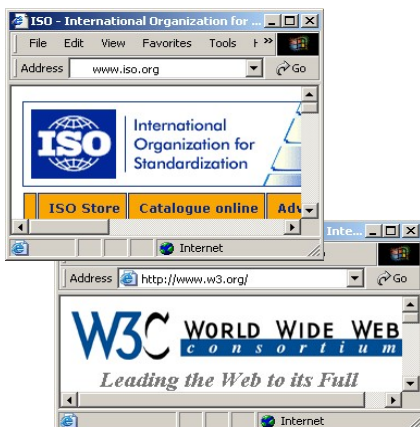 ISO - International Organization for ...
File Edit View Favorites Tools H »
Address www.iso.org Go
ISO
International
Organization for
Standardization
ISO Store Catalogue online Adv
Internet
Inte...
Address http://www.w3.org/ Go
W3C WORLD WIDE WEB
consortium
Leading the Web to its Full
Internet